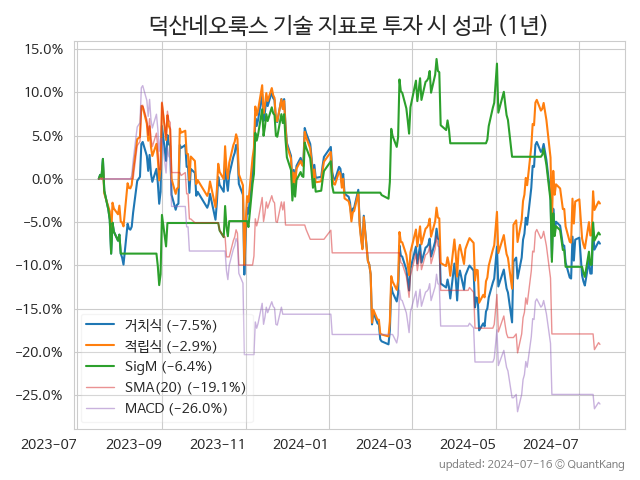 덕산네오룩스 기술 지표로 투자 시 성과 (1년)
15.0%
10.0%
5.0%
0.0%
−5.0%
−10.0%
−15.0%
−20.0%
−25.0%
거치식 (−7.5%)
적립식 (−2.9%)
SigM (−6.4%)
SMA(20) (−19.1%)
MACD (−26.0%)
2023−07 2023−09 2023−11 2024−01 2024−03 2024−05 2024−07
updated: 2024-07-16 © QuantKang